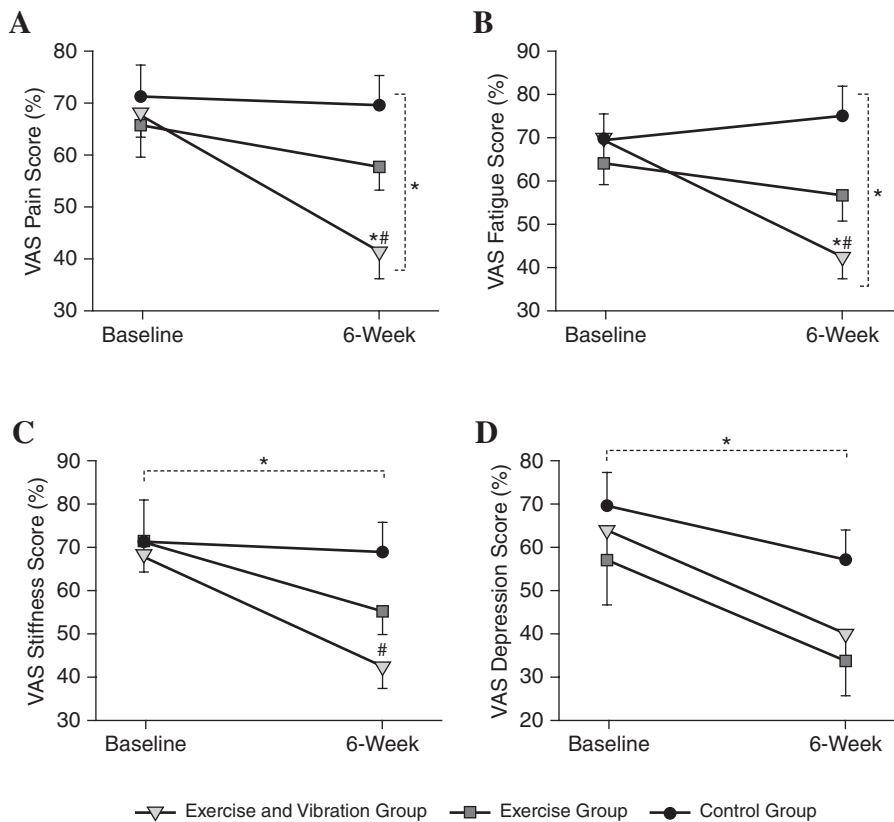 A
VAS Pain Score (%)
80
70
60
50
40
30
*#
*
Baseline
6-Week
B
VAS Fatigue Score (%)
90
80
70
60
50
40
30
*#
*
Baseline
6-Week
C
VAS Stiffness Score (%)
90
80
70
60
50
40
30
*
#
Baseline
6-Week
D
VAS Depression Score (%)
80
70
60
50
40
30
20
*
Baseline
6-Week
Exercise and Vibration Group
Exercise Group
Control Group